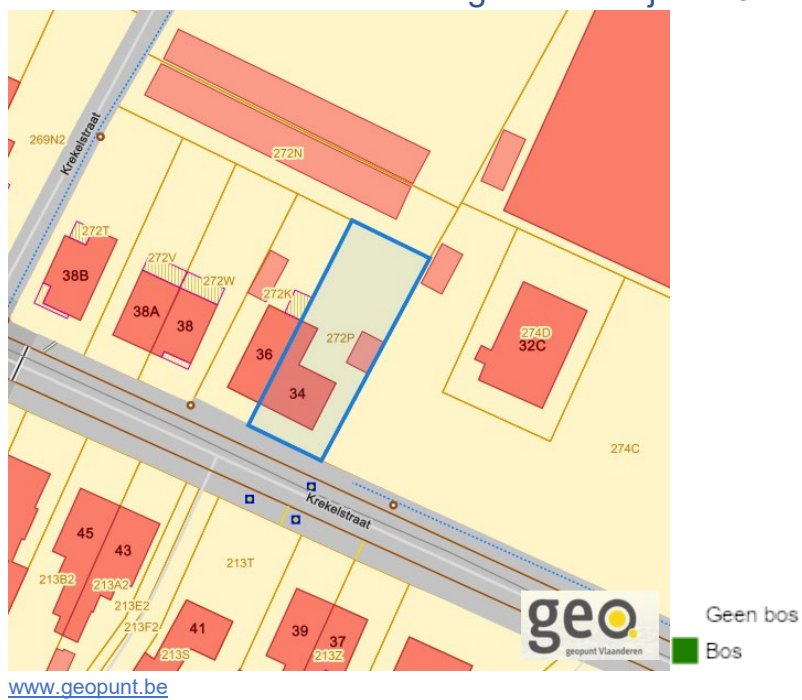 269N2
Krekelstraat
272N
272T
38B
272V
272W
38A
38
272K
36
34
272P
274D
32C
274C
Krekelstraat
45
43
213B2
213A2
213E2
213F2
213T
41
213S
39
37
213Z
geo.
geopunt Vlaanderen
Geen bos
Bos
www.geopunt.be